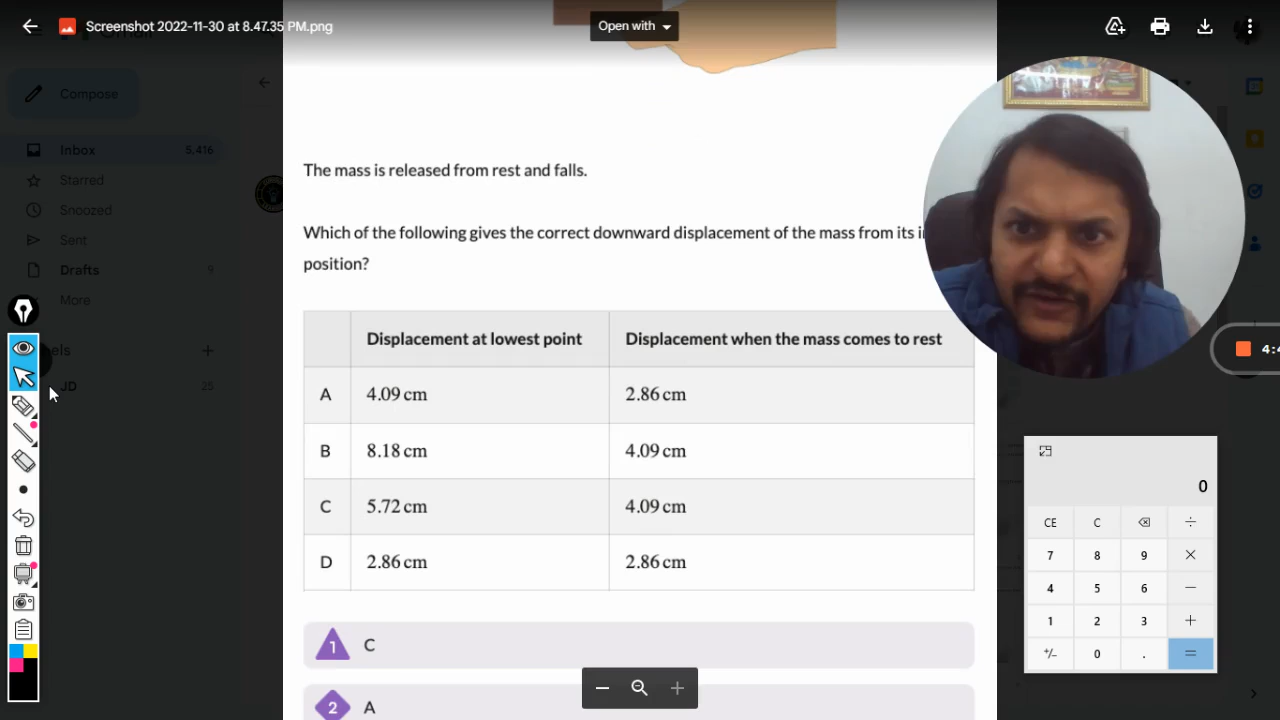 Screenshot 2022-11-30 at 8.47.35 PM.png
Open with
Compose
Inbox 5,416
Starred
Snoozed
Sent
Drafts 9
More
JD 25
The mass is released from rest and falls.
Which of the following gives the correct downward displacement of the mass from its
position?
Displacement at lowest point Displacement when the mass comes to rest
A 4.09 cm 2.86 cm
B 8.18 cm 4.09 cm
C 5.72 cm 4.09 cm
D 2.86 cm 2.86 cm
1 C
2 A
0
CE C ÷
7 8 9 ×
4 5 6 −
1 2 3 +
+/− 0 . =